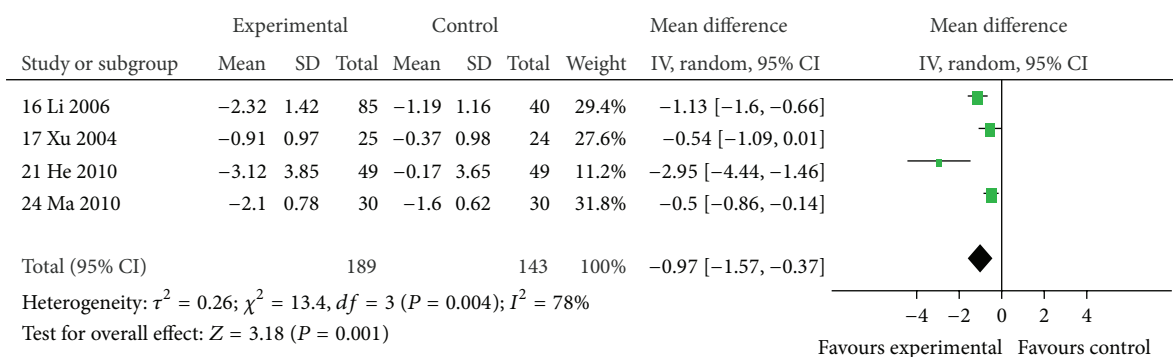 Experimental Control Mean difference Mean difference
Study or subgroup Mean SD Total Mean SD Total Weight IV, random, 95% CI IV, random, 95% CI
16 Li 2006 −2.32 1.42 85 −1.19 1.16 40 29.4% −1.13 [−1.6, −0.66]
17 Xu 2004 −0.91 0.97 25 −0.37 0.98 24 27.6% −0.54 [−1.09, 0.01]
21 He 2010 −3.12 3.85 49 −0.17 3.65 49 11.2% −2.95 [−4.44, −1.46]
24 Ma 2010 −2.1 0.78 30 −1.6 0.62 30 31.8% −0.5 [−0.86, −0.14]
Total (95% CI) 189 143 100% −0.97 [−1.57, −0.37]
Heterogeneity: τ² = 0.26; χ² = 13.4, df = 3 (P = 0.004); I² = 78%
Test for overall effect: Z = 3.18 (P = 0.001)
−4 −2 0 2 4
Favours experimental Favours control